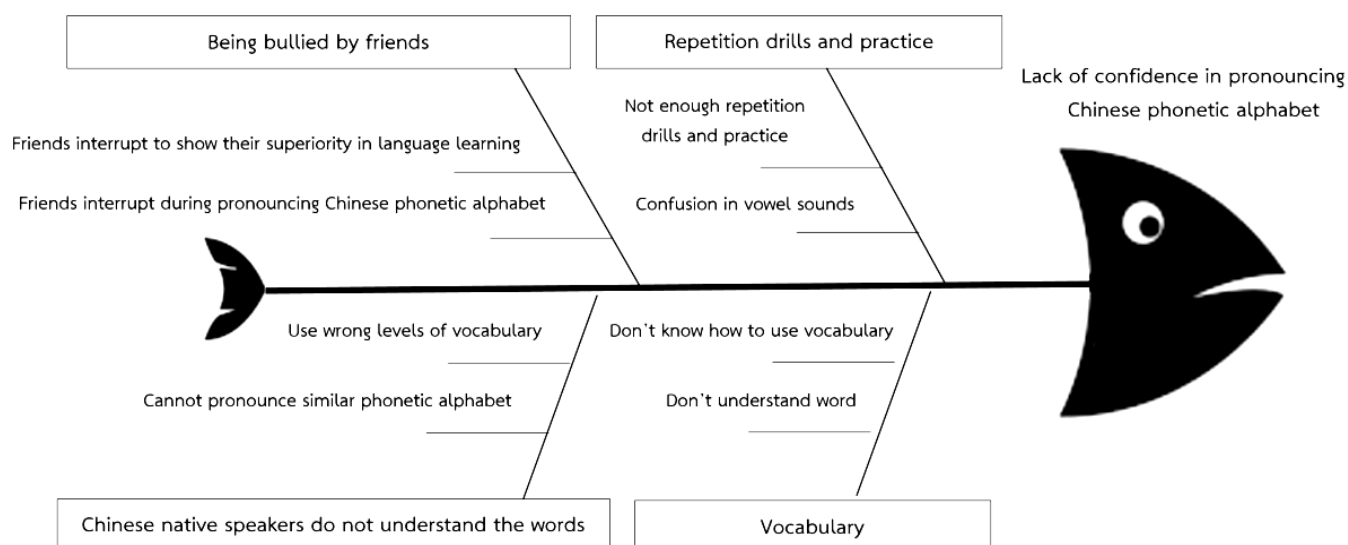 Being bullied by friends
Repetition drills and practice
Lack of confidence in pronouncing
Chinese phonetic alphabet
Not enough repetition
drills and practice
Friends interrupt to show their superiority in language learning
Friends interrupt during pronouncing Chinese phonetic alphabet
Confusion in vowel sounds
Use wrong levels of vocabulary
Don't know how to use vocabulary
Cannot pronounce similar phonetic alphabet
Don't understand word
Chinese native speakers do not understand the words
Vocabulary